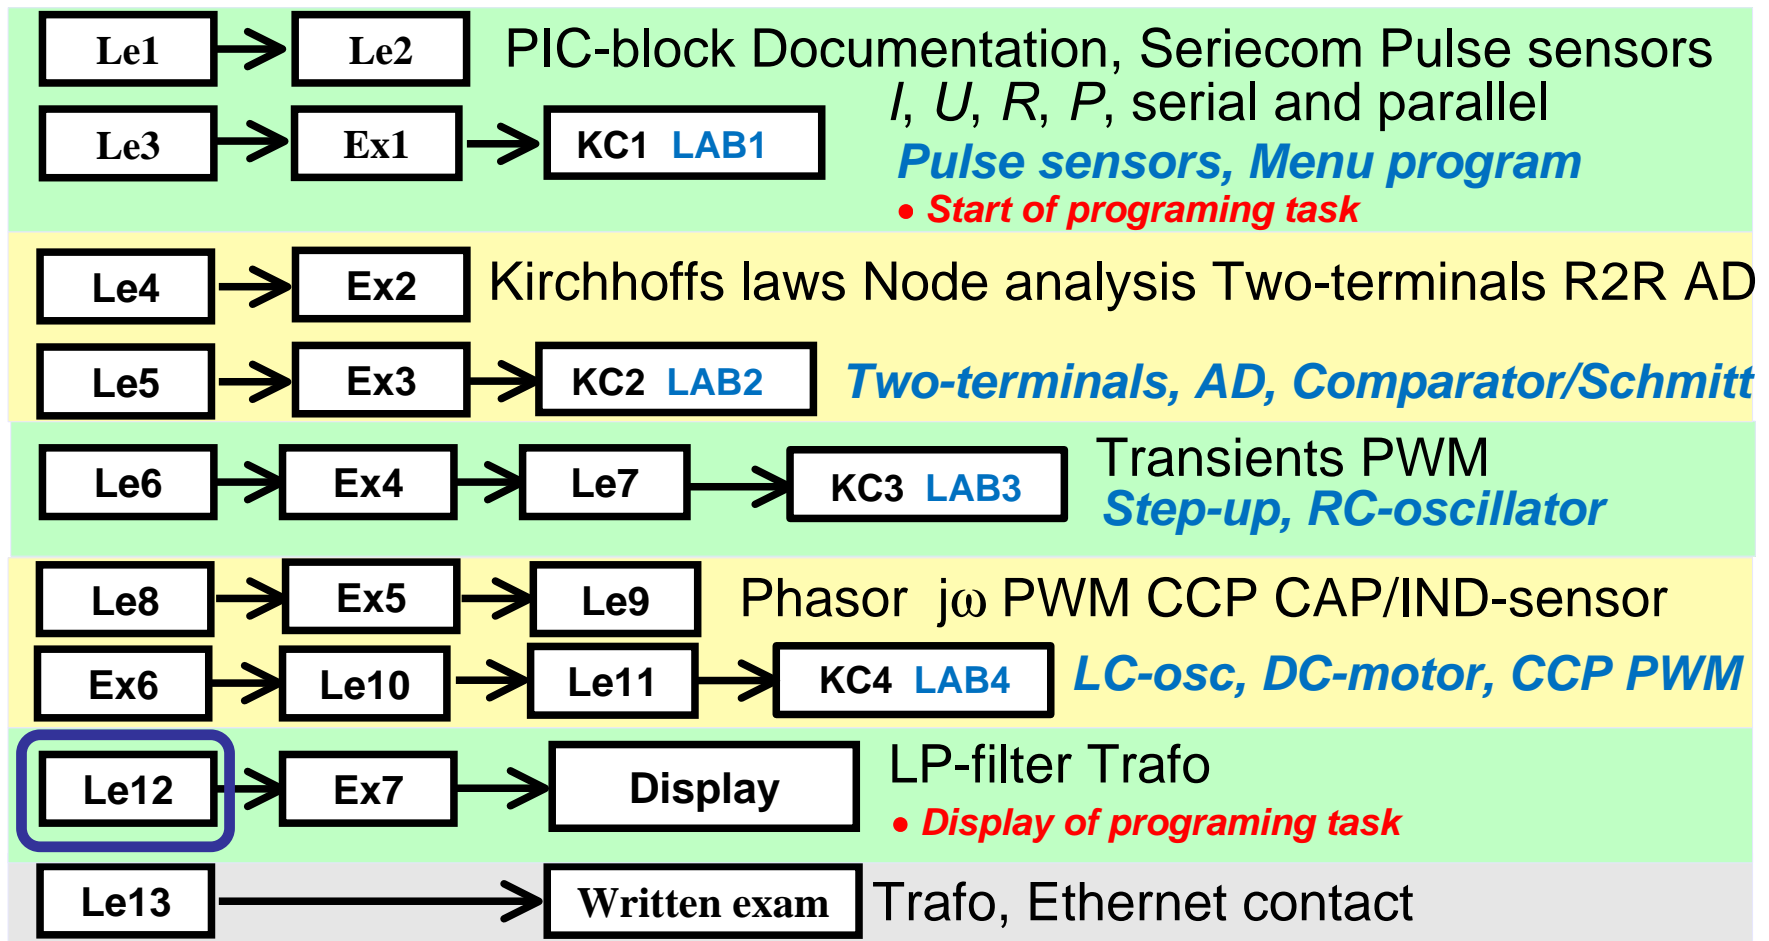 Le1 Le2 PIC-block Documentation, Seriecom Pulse sensors
I, U, R, P, serial and parallel
Le3 Ex1 KC1 LAB1
Pulse sensors, Menu program
• Start of programing task
Le4 Ex2 Kirchhoffs laws Node analysis Two-terminals R2R AD
Le5 Ex3 KC2 LAB2 Two-terminals, AD, Comparator/Schmitt
Le6 Ex4 Le7 KC3 LAB3 Transients PWM
Step-up, RC-oscillator
Le8 Ex5 Le9 Phasor jω PWM CCP CAP/IND-sensor
Ex6 Le10 Le11 KC4 LAB4 LC-osc, DC-motor, CCP PWM
Le12 Ex7 Display LP-filter Trafo
• Display of programing task
Le13 Written exam Trafo, Ethernet contact